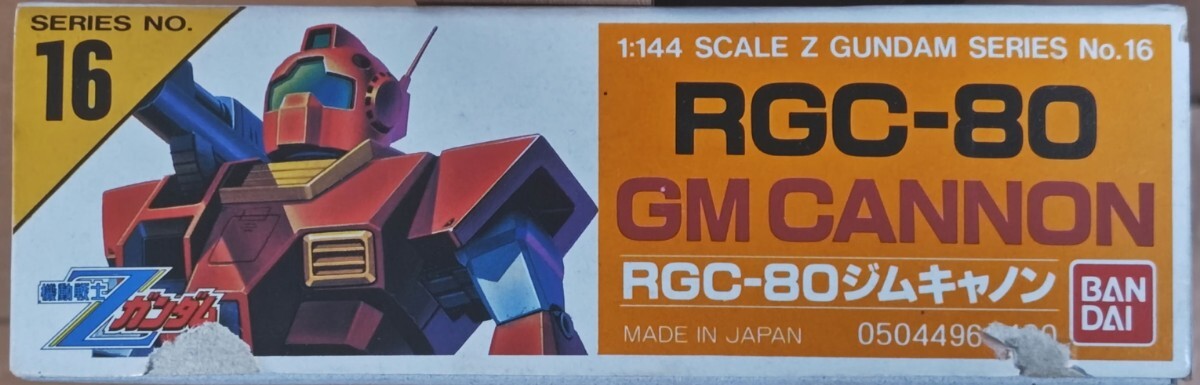 SERIES NO.
16
機動戦士
Z
ガンダム
1:144 SCALE Z GUNDAM SERIES No.16
RGC-80
GM CANNON
RGC-80ジムキャノン
MADE IN JAPAN
BAN
DAI